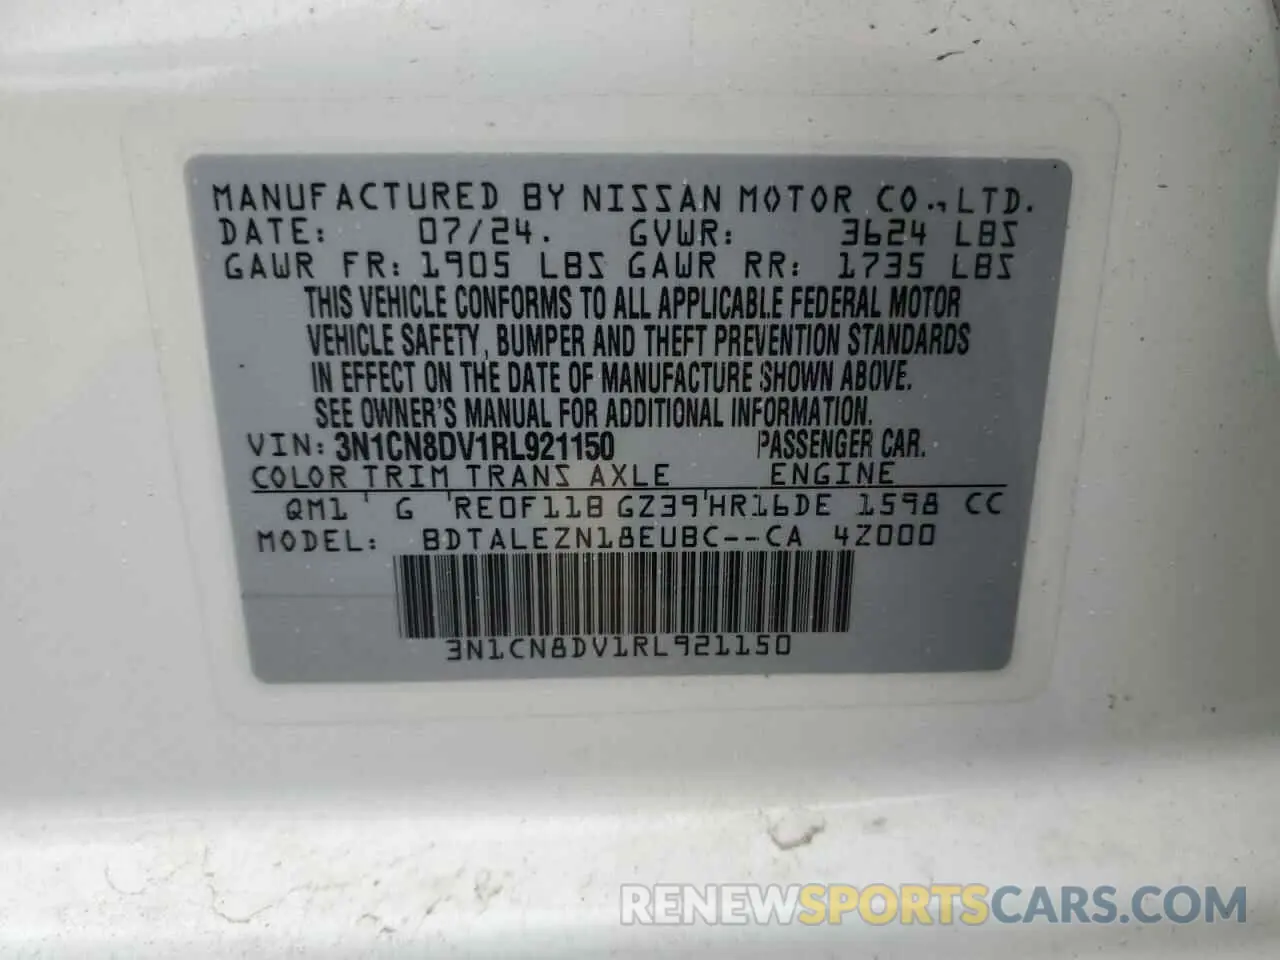 MANUFACTURED BY NISSAN MOTOR CO., LTD.
DATE: 07/24. GVWR: 3624 LBS
GAWR FR: 1905 LBS GAWR RR: 1735 LBS
THIS VEHICLE CONFORMS TO ALL APPLICABLE FEDERAL MOTOR
VEHICLE SAFETY, BUMPER AND THEFT PREVENTION STANDARDS
IN EFFECT ON THE DATE OF MANUFACTURE SHOWN ABOVE.
SEE OWNER'S MANUAL FOR ADDITIONAL INFORMATION.
VIN: 3N1CN8DV1RL921150 PASSENGER CAR.
COLOR TRIM TRANS AXLE ENGINE
QM1 ' G 'RE0F11B GZ39'HR16DE 1598 CC
MODEL: BDTALEZN18EUBC--CA 4Z000
3N1CN8DV1RL921150
RENEWSPORTSCARS.COM